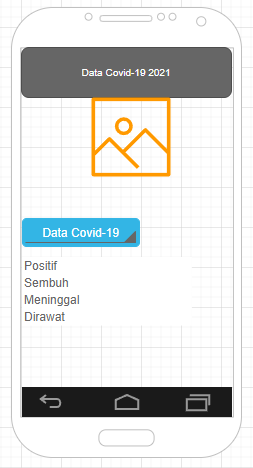 Data Covid-19 2021
Data Covid-19
Positif
Sembuh
Meninggal
Dirawat